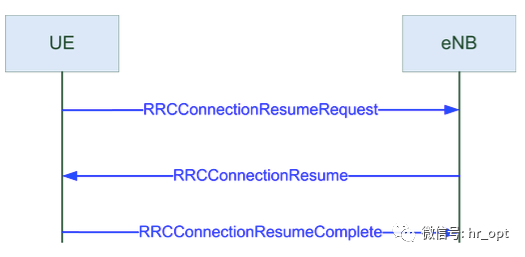 UE
eNB
RRCConnectionResumeRequest
RRCConnectionResume
RRCConnectionResumeComplete
微信号: hr_opt